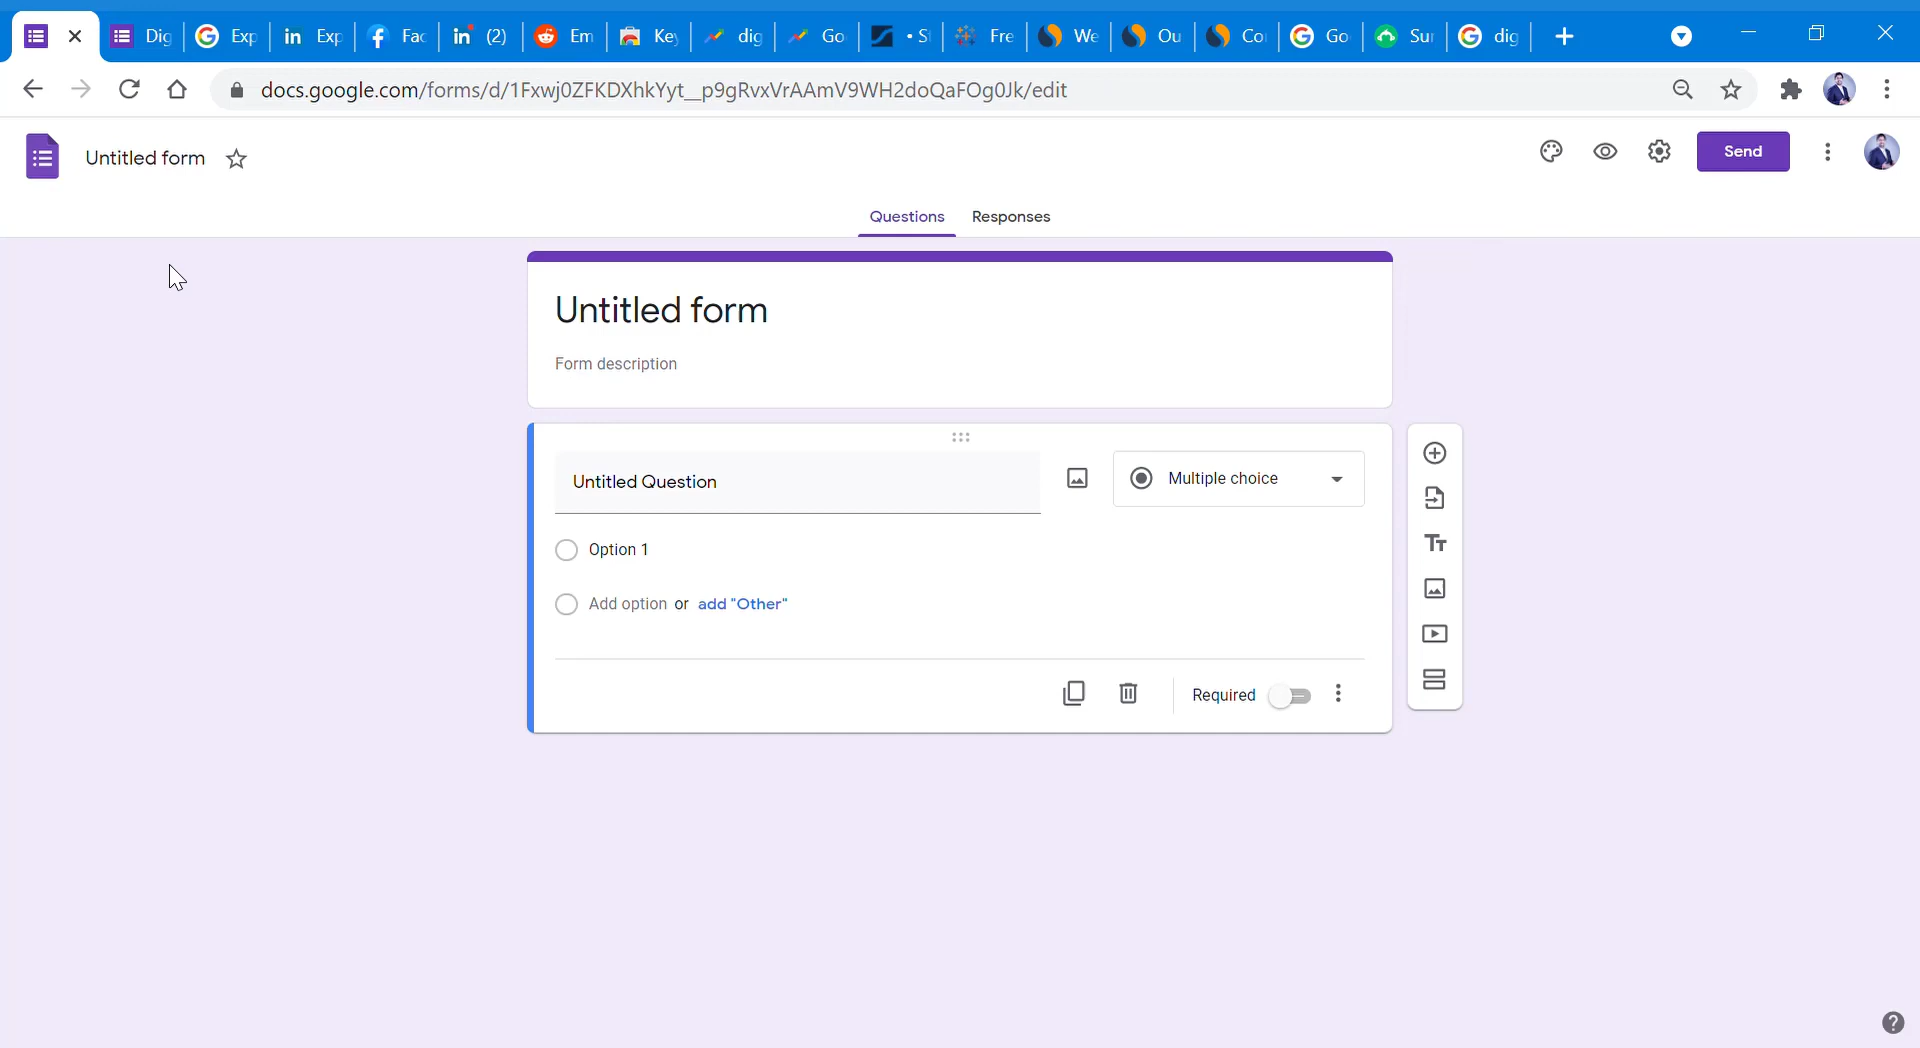 Dig
Exp
Exp
Fac
(2)
Em
Key
dig
Go
• St
Fre
We
Ou
Co
Go
Sur
dig
docs.google.com/forms/d/1Fxwj0ZFKDXhkYyt__p9gRvxVrAAmV9WH2doQaFOg0Jk/edit
Untitled form
Send
Questions
Responses
Untitled form
Form description
Untitled Question
Multiple choice
Option 1
Add option or add "Other"
Required